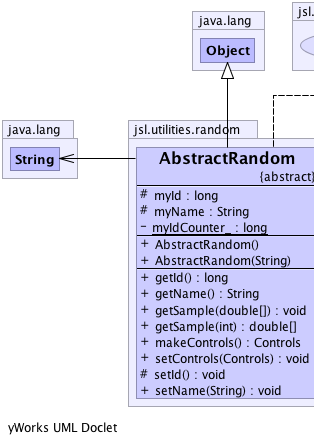 java.lang
jsl.
Object
java.lang
String
jsl.utilities.random
AbstractRandom
{abstract}
# myId : long
# myName : String
− myIdCounter_ : long
+ AbstractRandom()
+ AbstractRandom(String)
+ getId() : long
+ getName() : String
+ getSample(double[]) : void
+ getSample(int) : double[]
+ makeControls() : Controls
+ setControls(Controls) : void
# setId() : void
+ setName(String) : void
yWorks UML Doclet